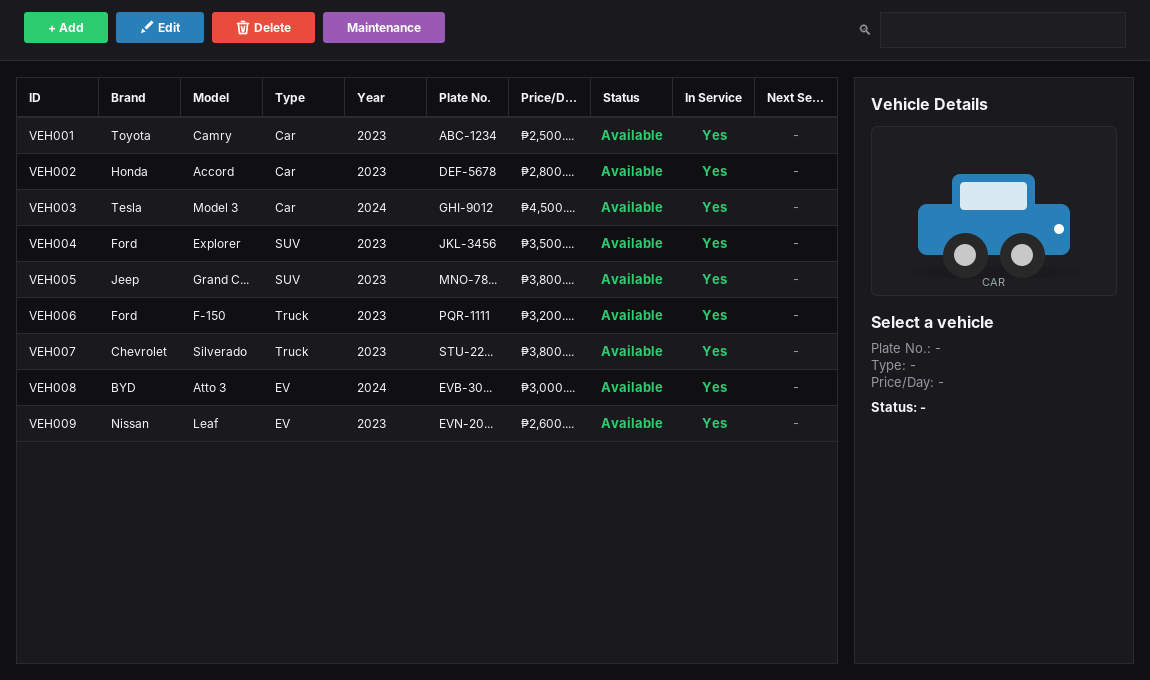 + Add Edit Delete Maintenance
ID Brand Model Type Year Plate No. Price/D... Status In Service Next Se...
VEH001 Toyota Camry Car 2023 ABC-1234 ₱2,500.... Available Yes -
VEH002 Honda Accord Car 2023 DEF-5678 ₱2,800.... Available Yes -
VEH003 Tesla Model 3 Car 2024 GHI-9012 ₱4,500.... Available Yes -
VEH004 Ford Explorer SUV 2023 JKL-3456 ₱3,500.... Available Yes -
VEH005 Jeep Grand C... SUV 2023 MNO-78... ₱3,800.... Available Yes -
VEH006 Ford F-150 Truck 2023 PQR-1111 ₱3,200.... Available Yes -
VEH007 Chevrolet Silverado Truck 2023 STU-22... ₱3,800.... Available Yes -
VEH008 BYD Atto 3 EV 2024 EVB-30... ₱3,000.... Available Yes -
VEH009 Nissan Leaf EV 2023 EVN-20... ₱2,600.... Available Yes -
Vehicle Details
CAR
Select a vehicle
Plate No.: -
Type: -
Price/Day: -
Status: -